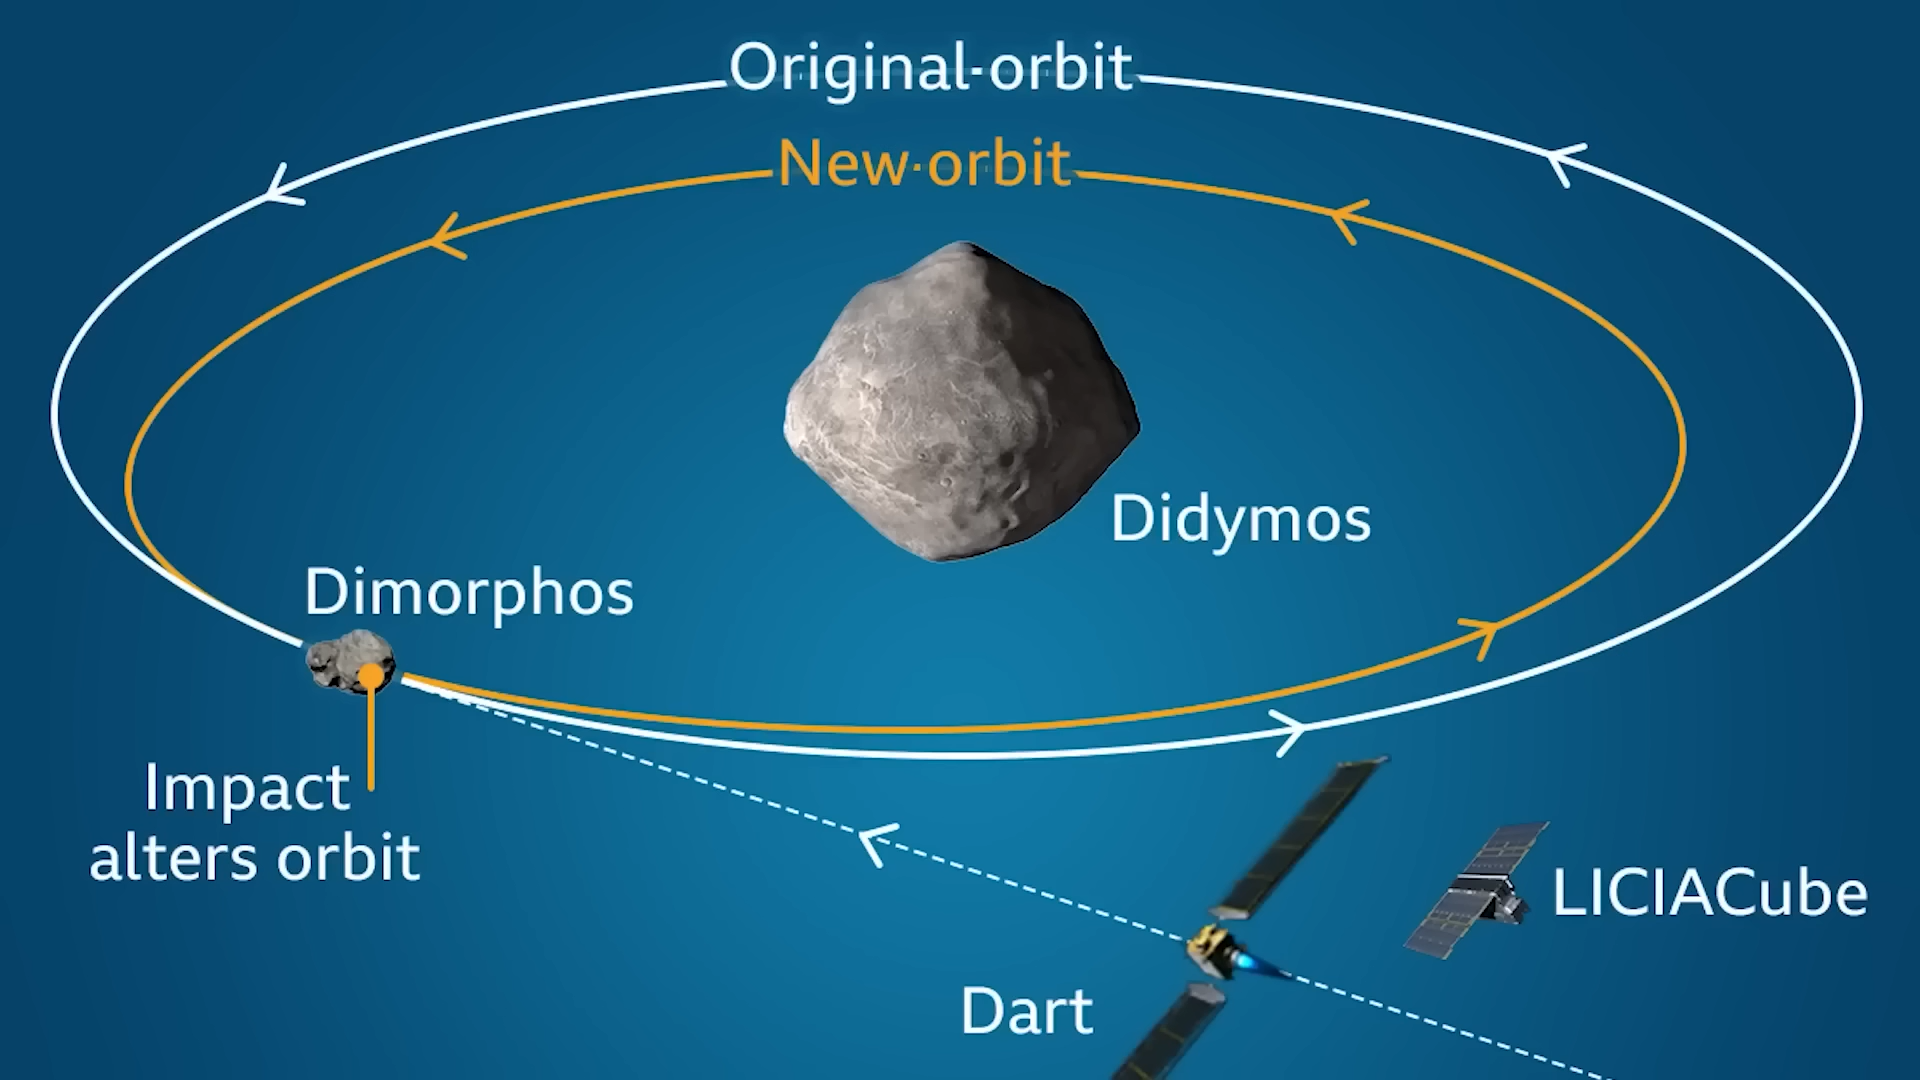 Original orbit
New orbit
Didymos
Dimorphos
Impact
alters orbit
LICIACube
Dart